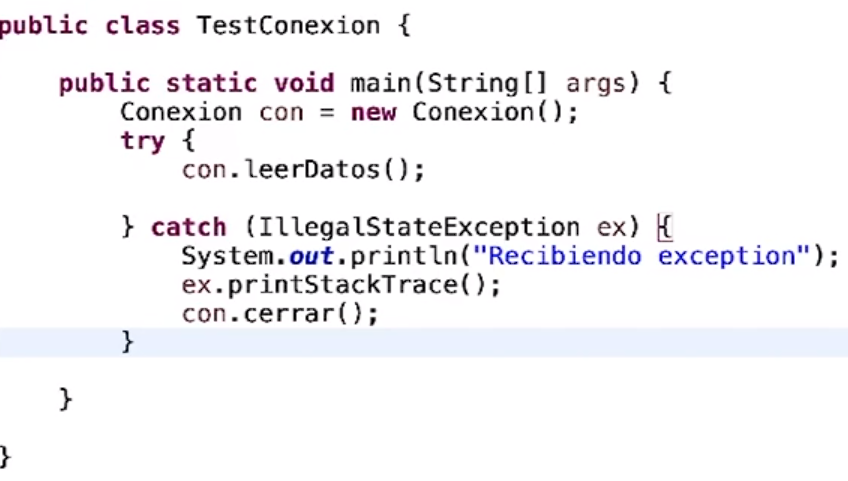 public class TestConexion {
public static void main(String[] args) {
Conexion con = new Conexion();
try {
con.leerDatos();
} catch (IllegalStateException ex) {
System.out.println("Recibiendo exception");
ex.printStackTrace();
con.cerrar();
}
}
}